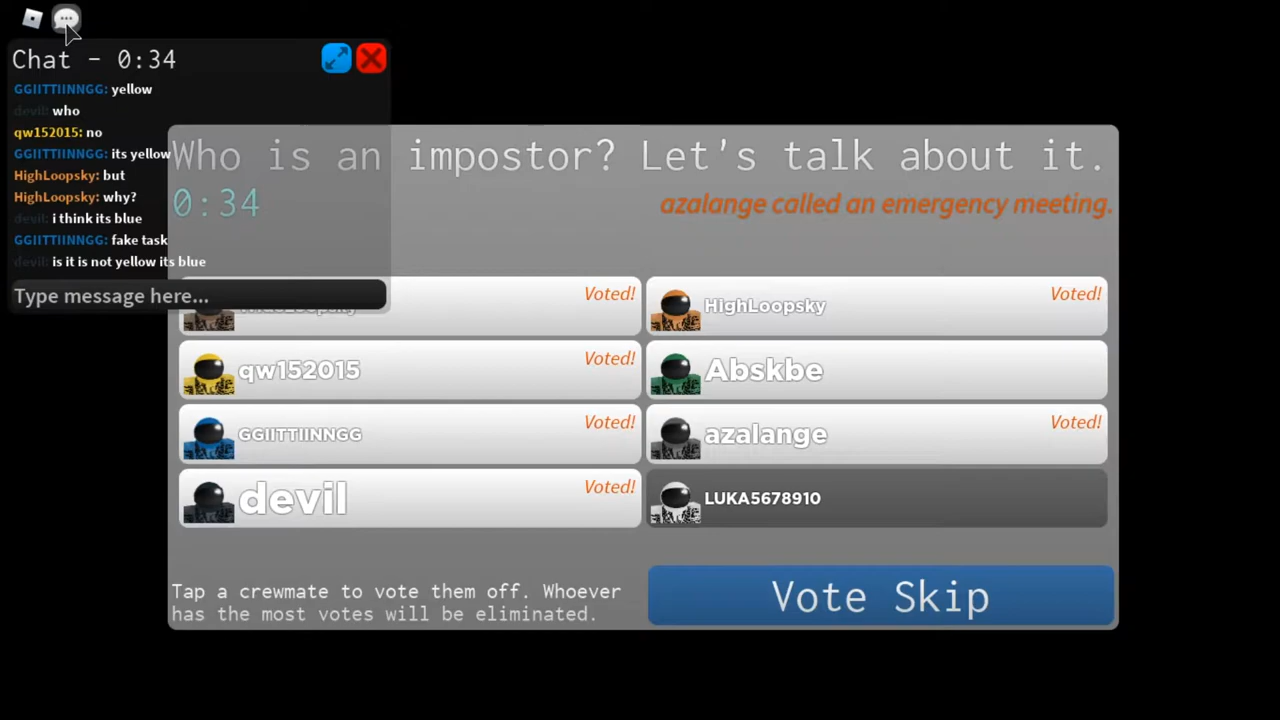 Chat - 0:34
GGIITTIINNGG: yellow
devil: who
qw152015: no
GGIITTIINNGG: its yellow
HighLoopsky: but
HighLoopsky: why?
devil: i think its blue
GGIITTIINNGG: fake task
devil: is it is not yellow its blue
Type message here...
Who is an impostor? Let's talk about it.
0:34
azalange called an emergency meeting.
Voted!
HighLoopsky
Voted!
qw152015
Voted!
Abskbe
GGIITTIINNGG
Voted!
azalange
Voted!
devil
Voted!
LUKA5678910
Tap a crewmate to vote them off. Whoever
has the most votes will be eliminated.
Vote Skip